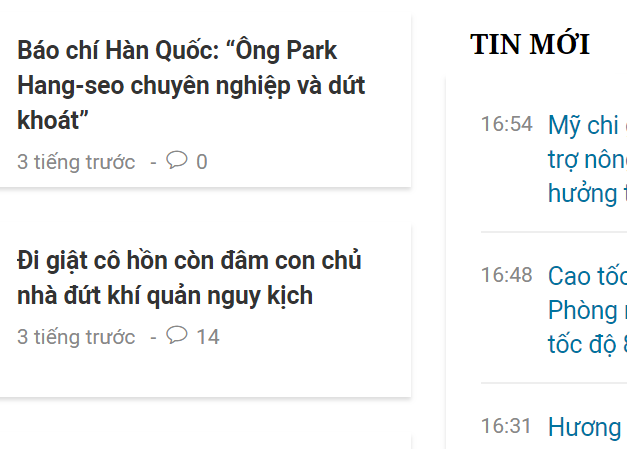 Báo chí Hàn Quốc: “Ông Park
Hang-seo chuyên nghiệp và dứt
khoát”
3 tiếng trước - 0
Đi giật cô hồn còn đâm con chủ
nhà đứt khí quản nguy kịch
3 tiếng trước - 14
TIN MỚI
16:54 Mỹ chi
trợ nôn
hưởng
16:48 Cao tốc
Phòng
tốc độ 8
16:31 Hương